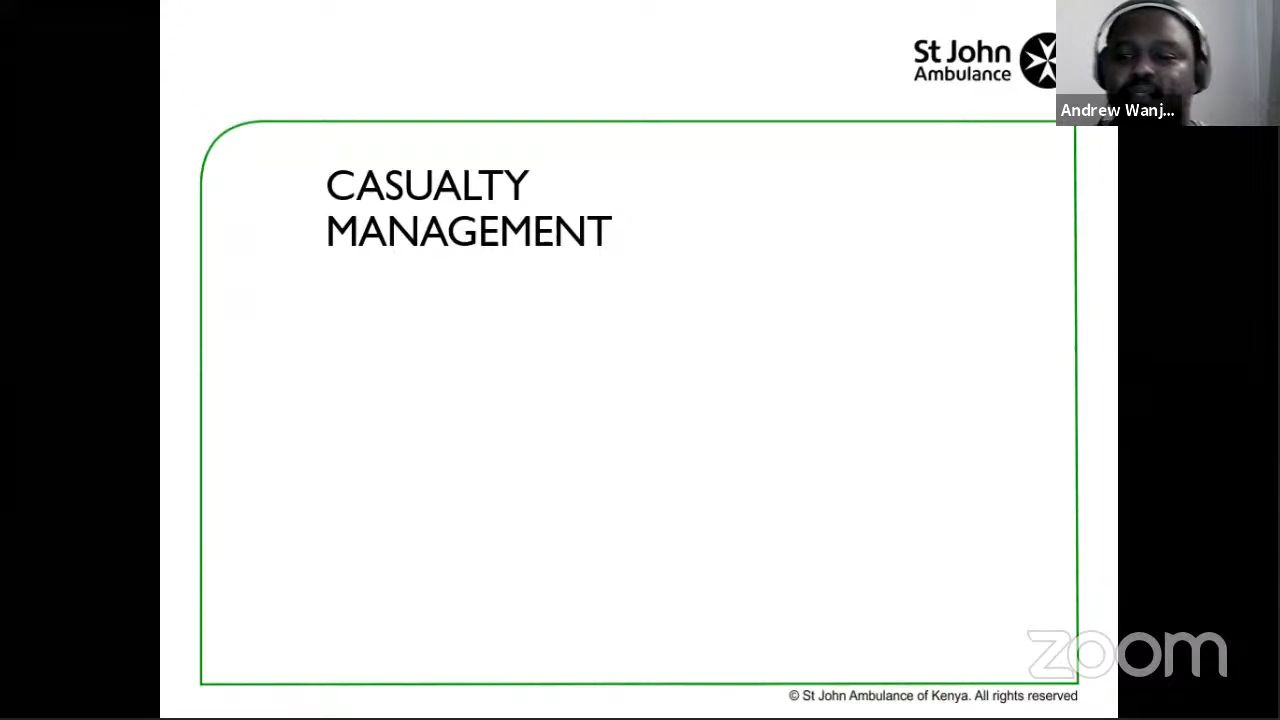 St John
Ambulance
Andrew Wanj...
CASUALTY
MANAGEMENT
zoom
© St John Ambulance of Kenya. All rights reserved